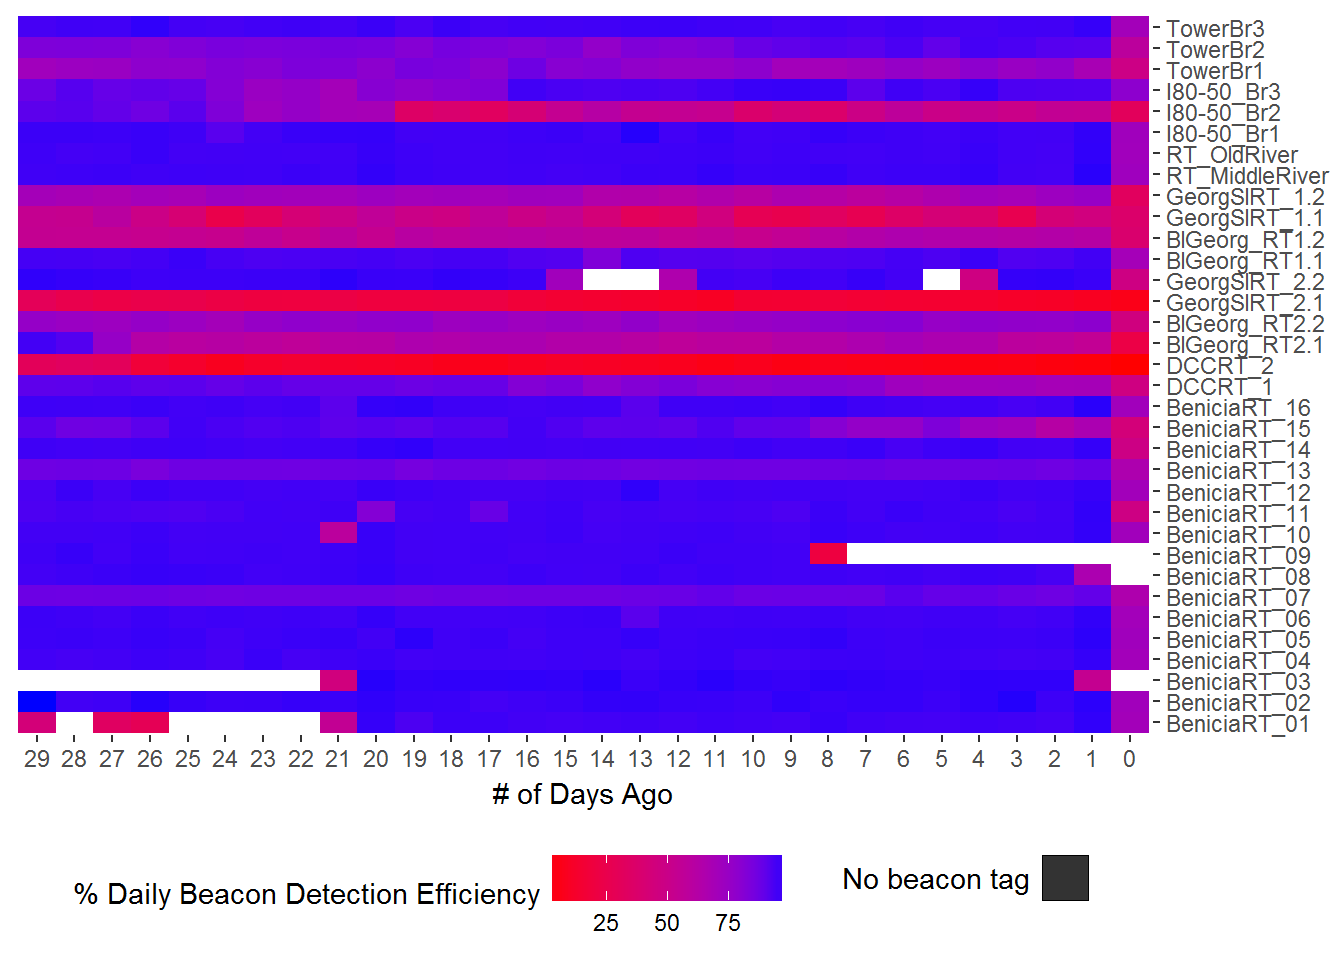 TowerBr3
TowerBr2
TowerBr1
I80-50_Br3
I80-50_Br2
I80-50_Br1
RT_OldRiver
RT_MiddleRiver
GeorgSlRT_1.2
GeorgSlRT_1.1
BlGeorg_RT1.2
BlGeorg_RT1.1
GeorgSlRT_2.2
GeorgSlRT_2.1
BlGeorg_RT2.2
BlGeorg_RT2.1
DCCRT_2
DCCRT_1
BeniciaRT_16
BeniciaRT_15
BeniciaRT_14
BeniciaRT_13
BeniciaRT_12
BeniciaRT_11
BeniciaRT_10
BeniciaRT_09
BeniciaRT_08
BeniciaRT_07
BeniciaRT_06
BeniciaRT_05
BeniciaRT_04
BeniciaRT_03
BeniciaRT_02
BeniciaRT_01
29 28 27 26 25 24 23 22 21 20 19 18 17 16 15 14 13 12 11 10 9 8 7 6 5 4 3 2 1 0
# of Days Ago
% Daily Beacon Detection Efficiency
25 50 75
No beacon tag